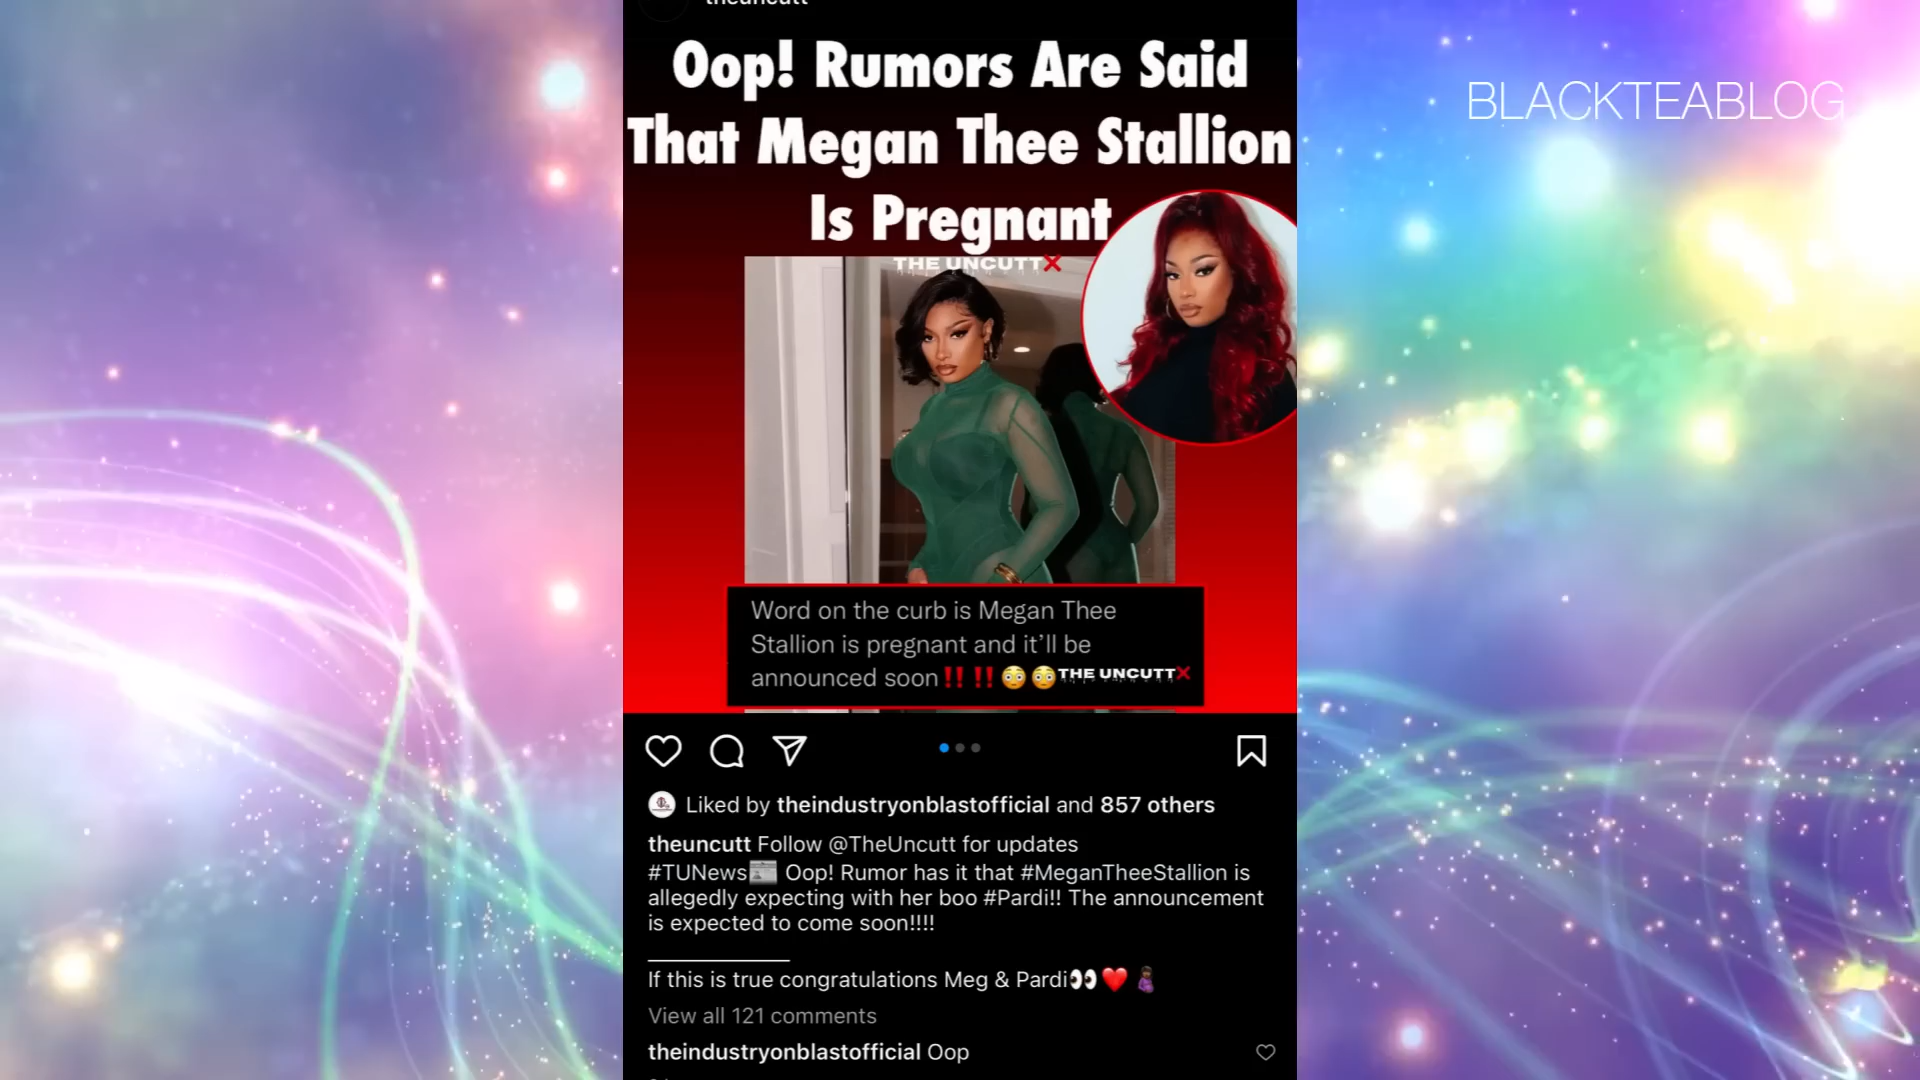 theuncutt
BLACKTEABLOG
Oop! Rumors Are Said
That Megan Thee Stallion
Is Pregnant
THE UNCUTT❌
Word on the curb is Megan Thee
Stallion is pregnant and it’ll be
announced soon‼️‼️😳😳THE UNCUTT❌
Liked by theindustryonblastofficial and 857 others
theuncutt Follow @TheUncutt for updates
#TUNews📰 Oop! Rumor has it that #MeganTheeStallion is
allegedly expecting with her boo #Pardi!! The announcement
is expected to come soon!!!!
____________
If this is true congratulations Meg & Pardi👀❤️🤰🏾
View all 121 comments
theindustryonblastofficial Oop